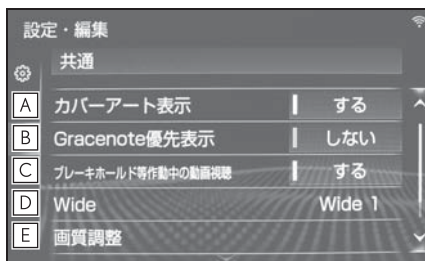 設定・編集
共通
A カバーアート表示 する
B Gracenote優先表示 しない
C ブレーキホールド等作動中の動画視聴 する
D Wide Wide 1
E 画質調整